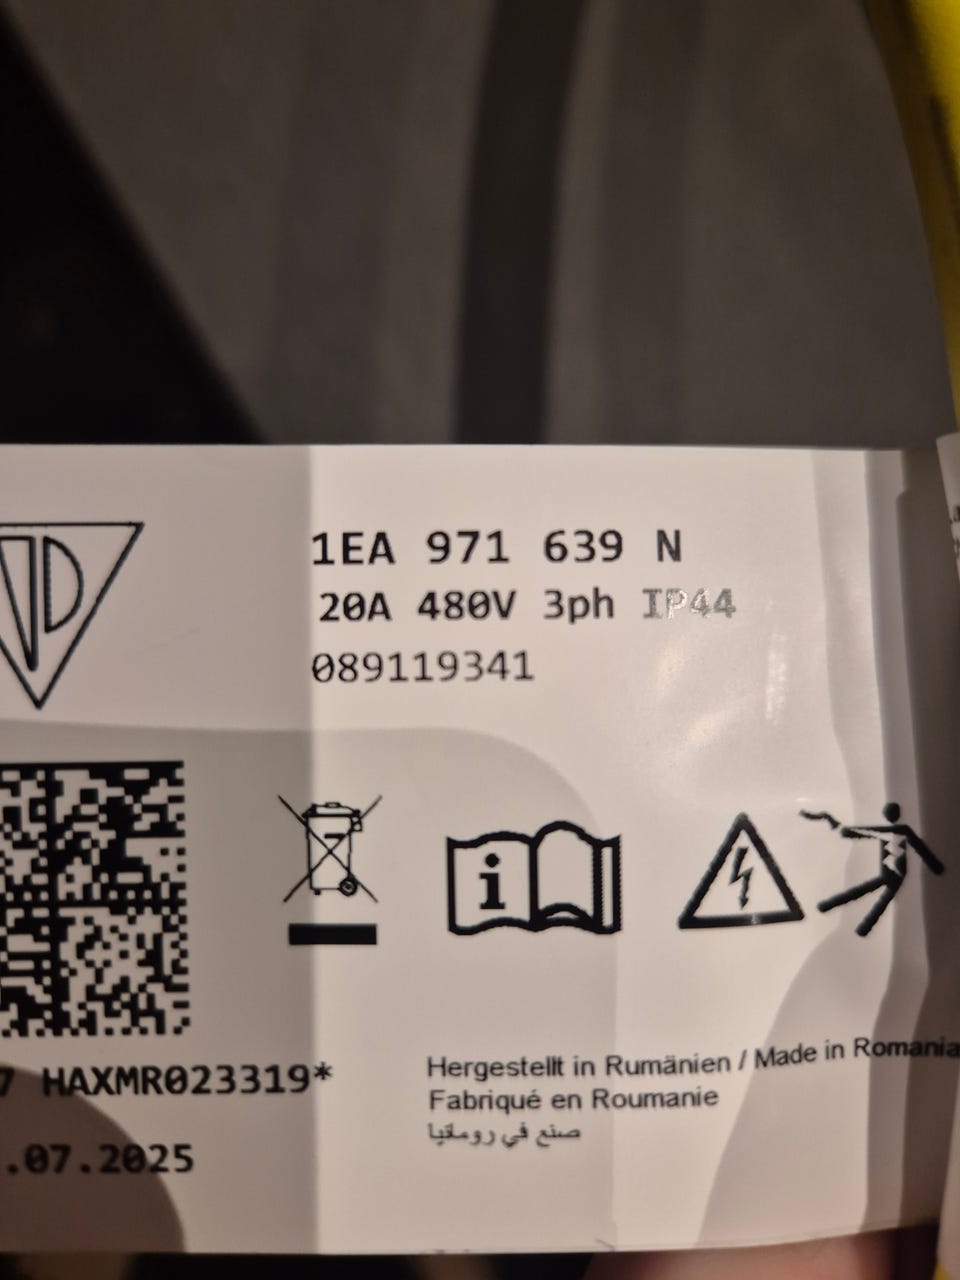 1EA 971 639 N
20A 480V 3ph IP44
089119341
7 HAXMR023319*
.07.2025
Hergestellt in Rumänien / Made in Romania
Fabriqué en Roumanie
صنع في رومانيا